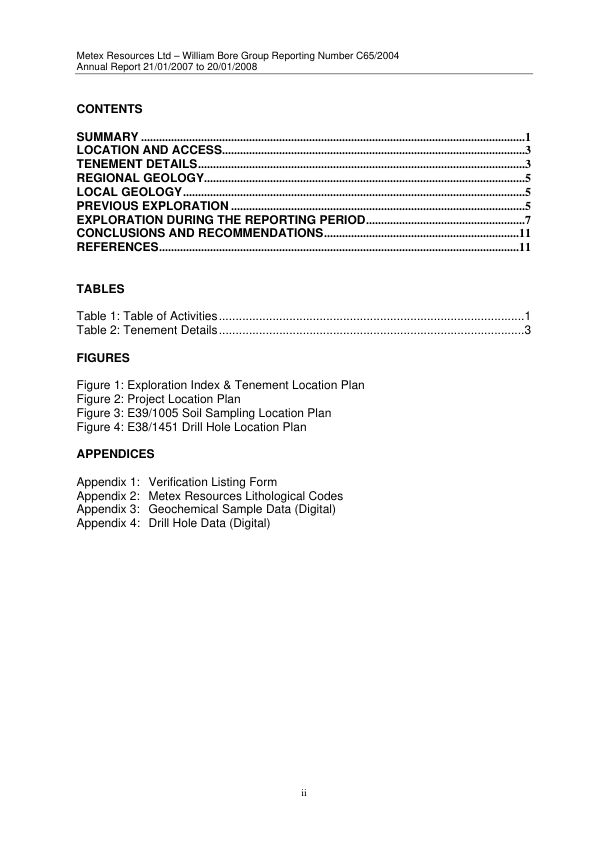 Metex Resources Ltd – William Bore Group Reporting Number C65/2004
Annual Report 21/01/2007 to 20/01/2008
CONTENTS
SUMMARY ....................................................................................................................1
LOCATION AND ACCESS............................................................................................3
TENEMENT DETAILS...................................................................................................3
REGIONAL GEOLOGY.................................................................................................5
LOCAL GEOLOGY........................................................................................................5
PREVIOUS EXPLORATION .........................................................................................5
EXPLORATION DURING THE REPORTING PERIOD................................................7
CONCLUSIONS AND RECOMMENDATIONS...........................................................11
REFERENCES.............................................................................................................11
TABLES
Table 1: Table of Activities...........................................................................................1
Table 2: Tenement Details...........................................................................................3
FIGURES
Figure 1: Exploration Index & Tenement Location Plan
Figure 2: Project Location Plan
Figure 3: E39/1005 Soil Sampling Location Plan
Figure 4: E38/1451 Drill Hole Location Plan
APPENDICES
Appendix 1: Verification Listing Form
Appendix 2: Metex Resources Lithological Codes
Appendix 3: Geochemical Sample Data (Digital)
Appendix 4: Drill Hole Data (Digital)
ii